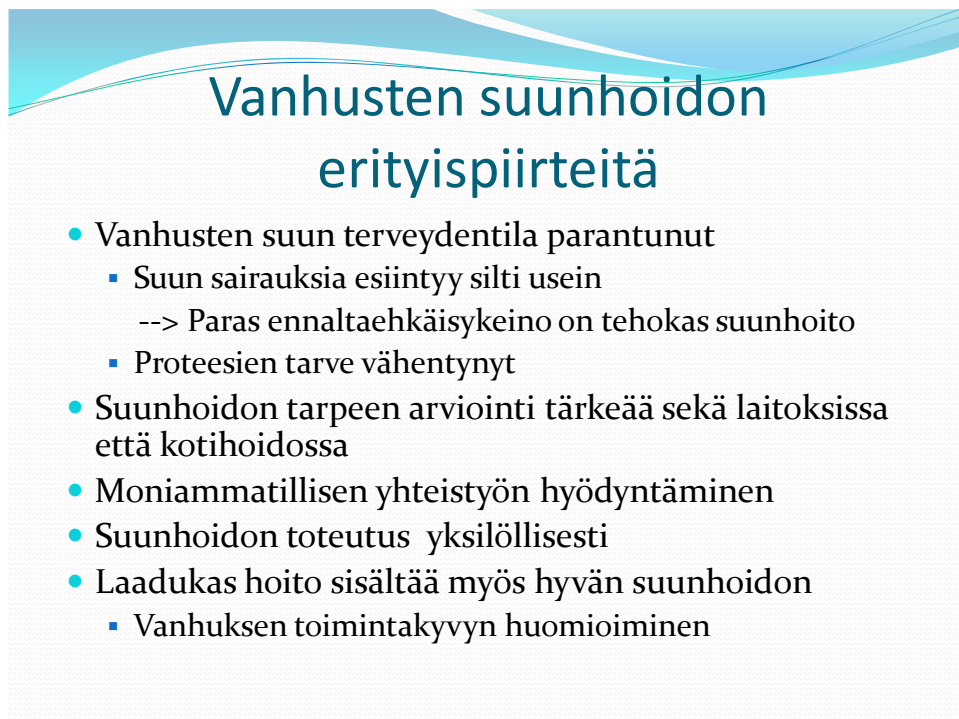 Vanhusten suunhoidon
erityispiirteitä
• Vanhusten suun terveydentila parantunut
▪ Suun sairauksia esiintyy silti usein
--> Paras ennaltaehkäisykeino on tehokas suunhoito
▪ Proteesien tarve vähentynyt
• Suunhoidon tarpeen arviointi tärkeää sekä laitoksissa
että kotihoidossa
• Moniammatillisen yhteistyön hyödyntäminen
• Suunhoidon toteutus yksilöllisesti
• Laadukas hoito sisältää myös hyvän suunhoidon
▪ Vanhuksen toimintakyvyn huomioiminen